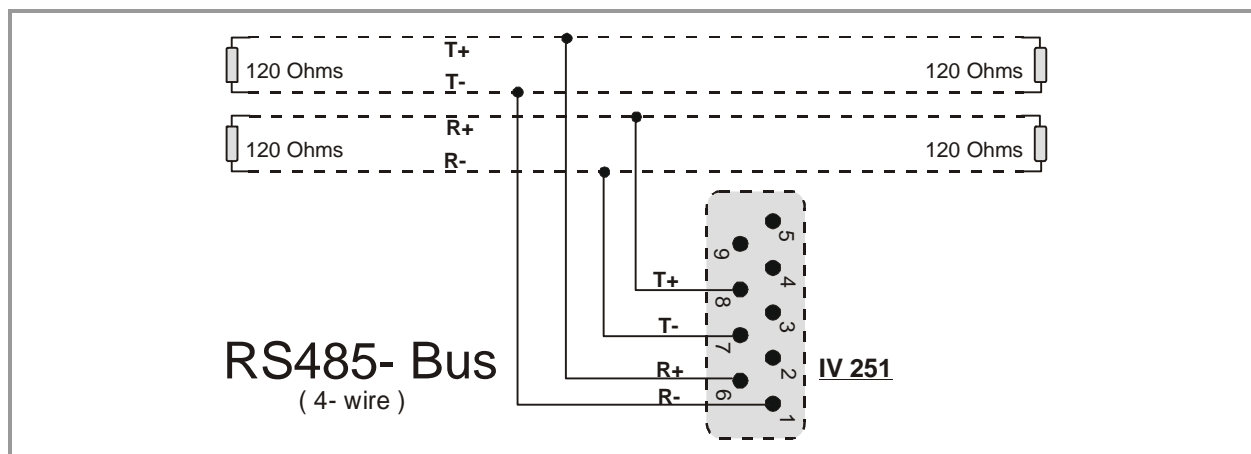 T+
120 Ohms
120 Ohms
T-
R+
120 Ohms
120 Ohms
R-
5
9
4
T+
8
3
T-
7
2
IV 251
RS485- Bus
R+
( 4- wire )
6
R-
1